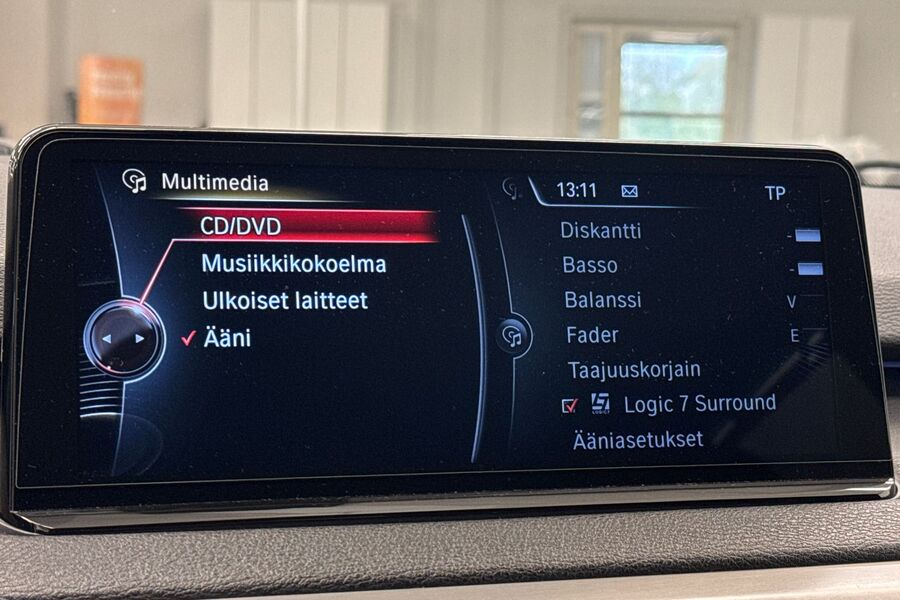 Multimedia
CD/DVD
Musiikkikokoelma
Ulkoiset laitteet
Ääni
13:11 TP
Diskantti
Basso
Balanssi V
Fader E
Taajuuskorjain
LOGIC7 Logic 7 Surround
Ääniasetukset